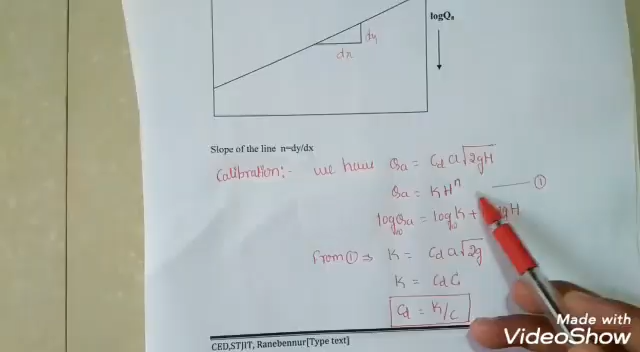 logQa
dy
dx
Slope of the line n=dy/dx
Calibration:- we have Qa = Cd a√2gH
Qa = KHⁿ ①
log₁₀Qa = log₁₀K +
From ① ⇒ K = Cd a√2g
K = Cd C
Cd = K/C
CED,STJIT, Ranebennur[Type text]
Made with
VideoShow